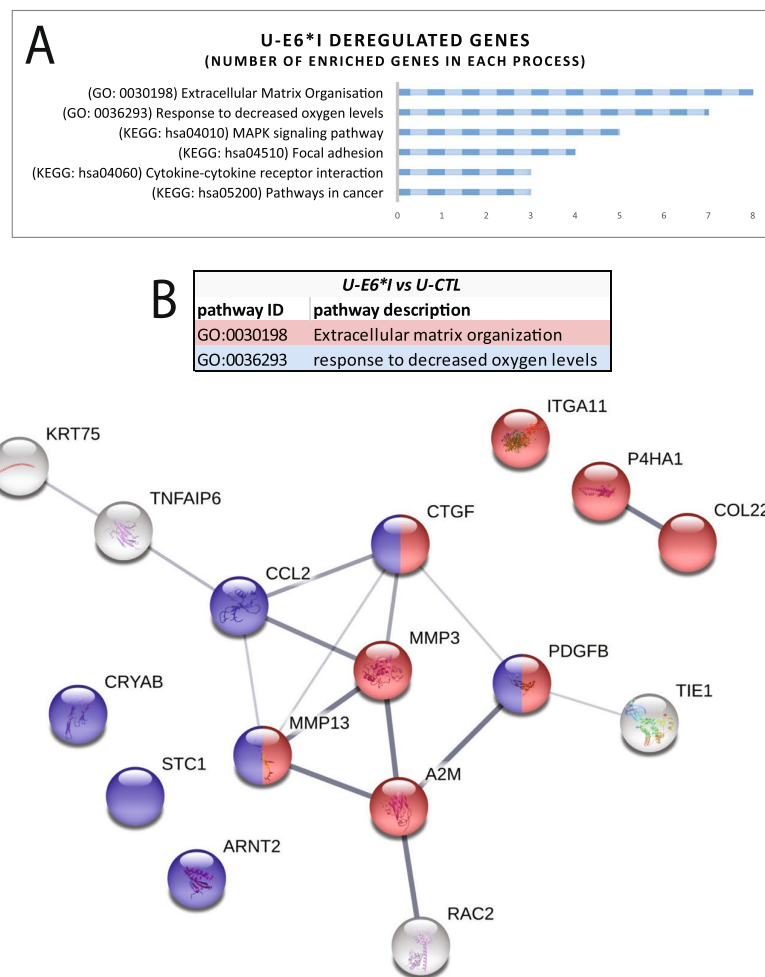 A
U-E6*I DEREGULATED GENES
(NUMBER OF ENRICHED GENES IN EACH PROCESS)
(GO: 0030198) Extracellular Matrix Organisation
(GO: 0036293) Response to decreased oxygen levels
(KEGG: hsa04010) MAPK signaling pathway
(KEGG: hsa04510) Focal adhesion
(KEGG: hsa04060) Cytokine-cytokine receptor interaction
(KEGG: hsa05200) Pathways in cancer
0 1 2 3 4 5 6 7 8
B
U-E6*I vs U-CTL
pathway ID pathway description
GO:0030198 Extracellular matrix organization
GO:0036293 response to decreased oxygen levels
ITGA11
KRT75
P4HA1
TNFAIP6
CTGF
COL22
CCL2
MMP3
PDGFB
CRYAB
TIE1
MMP13
STC1
A2M
ARNT2
RAC2